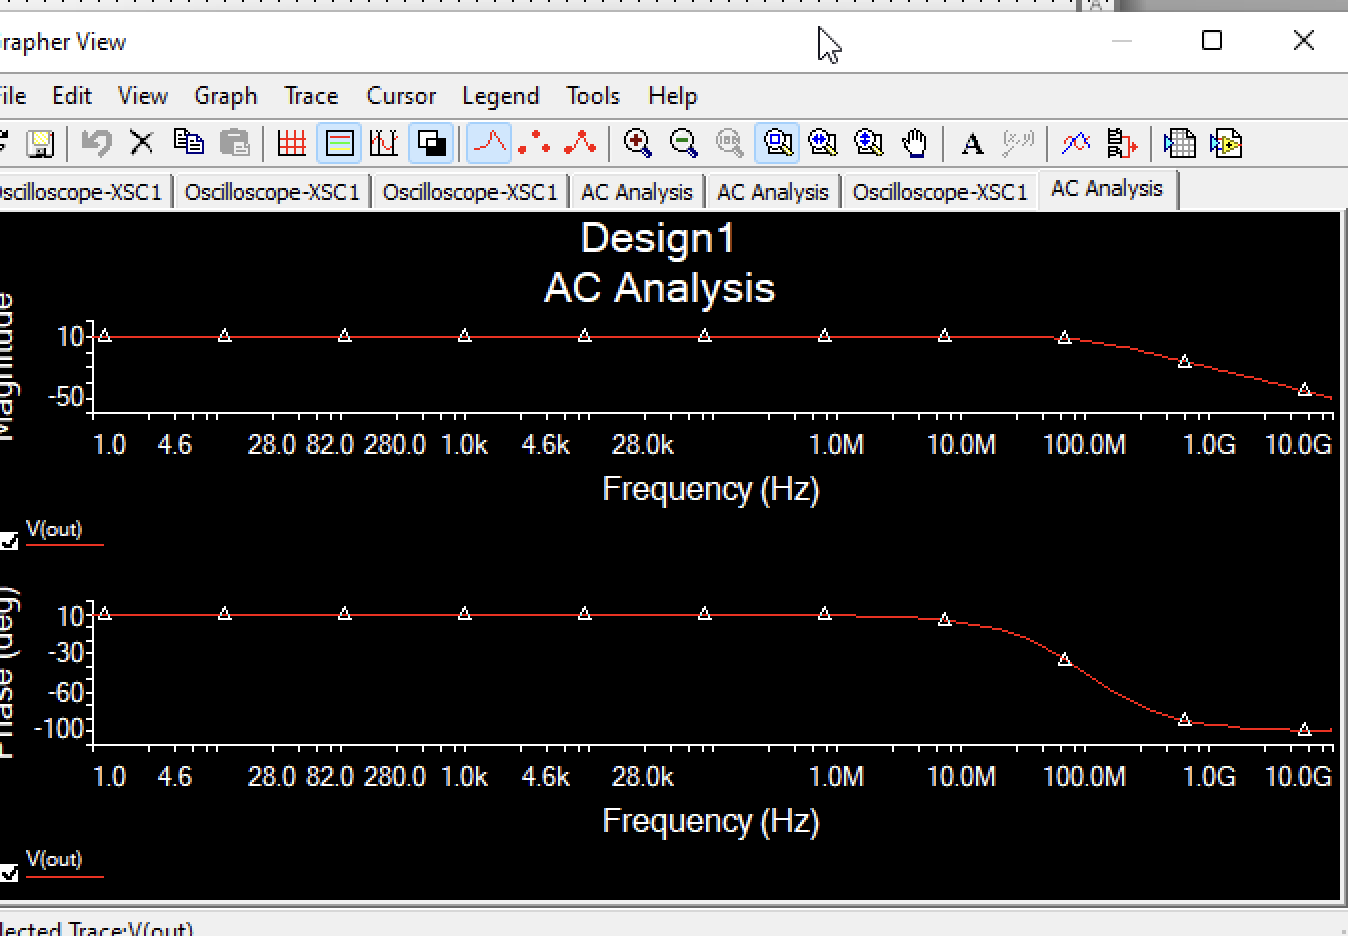 rapher View
ile Edit View Graph Trace Cursor Legend Tools Help
A
scilloscope-XSC1 Oscilloscope-XSC1 Oscilloscope-XSC1 AC Analysis AC Analysis Oscilloscope-XSC1 AC Analysis
Design1
AC Analysis
Magnitude
10
-50
1.0 4.6 28.0 82.0 280.0 1.0k 4.6k 28.0k 1.0M 10.0M 100.0M 1.0G 10.0G
Frequency (Hz)
V(out)
Phase (deg)
10
-30
-60
-100
1.0 4.6 28.0 82.0 280.0 1.0k 4.6k 28.0k 1.0M 10.0M 100.0M 1.0G 10.0G
Frequency (Hz)
V(out)
lected Trace:V(out)